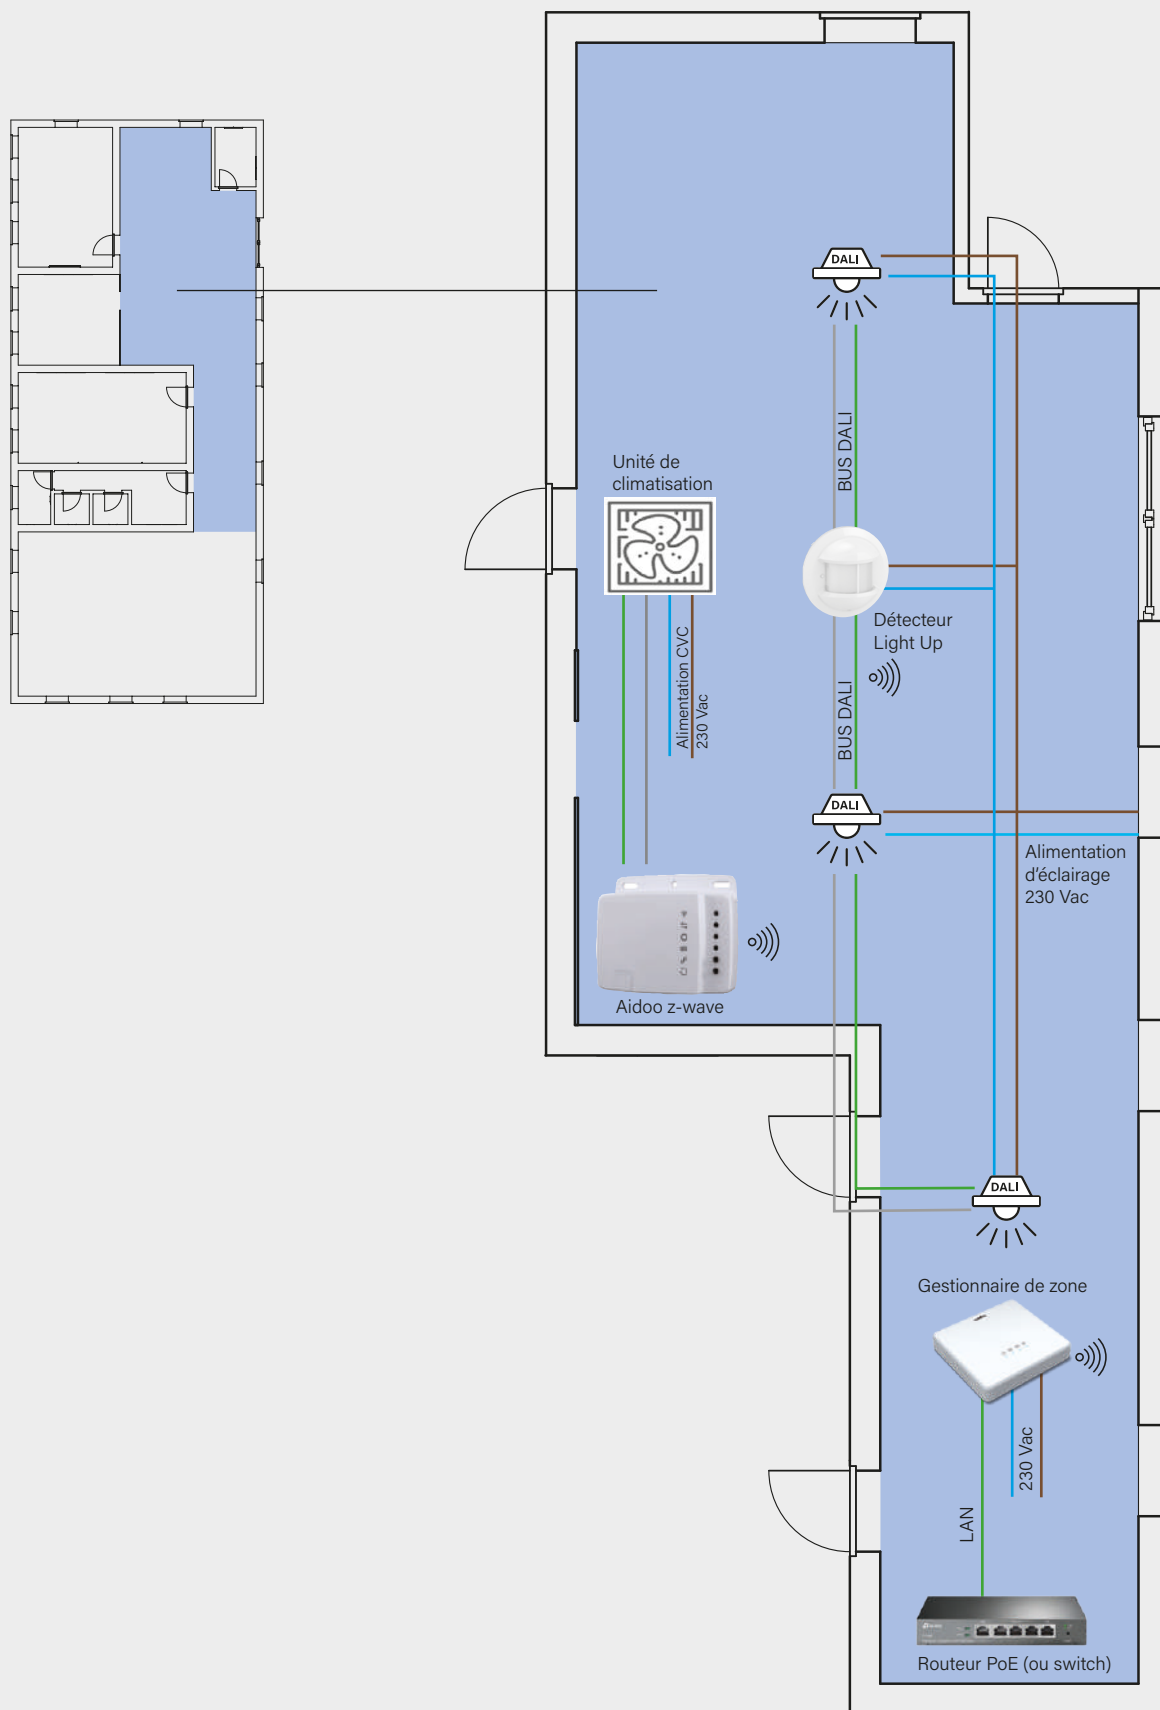 DALI
BUS DALI
Unité de
climatisation
Détecteur
Light Up
Alimentation CVC
230 Vac
BUS DALI
DALI
Alimentation
d'éclairage
230 Vac
Aidoo z-wave
DALI
Gestionnaire de zone
230 Vac
LAN
Routeur PoE (ou switch)